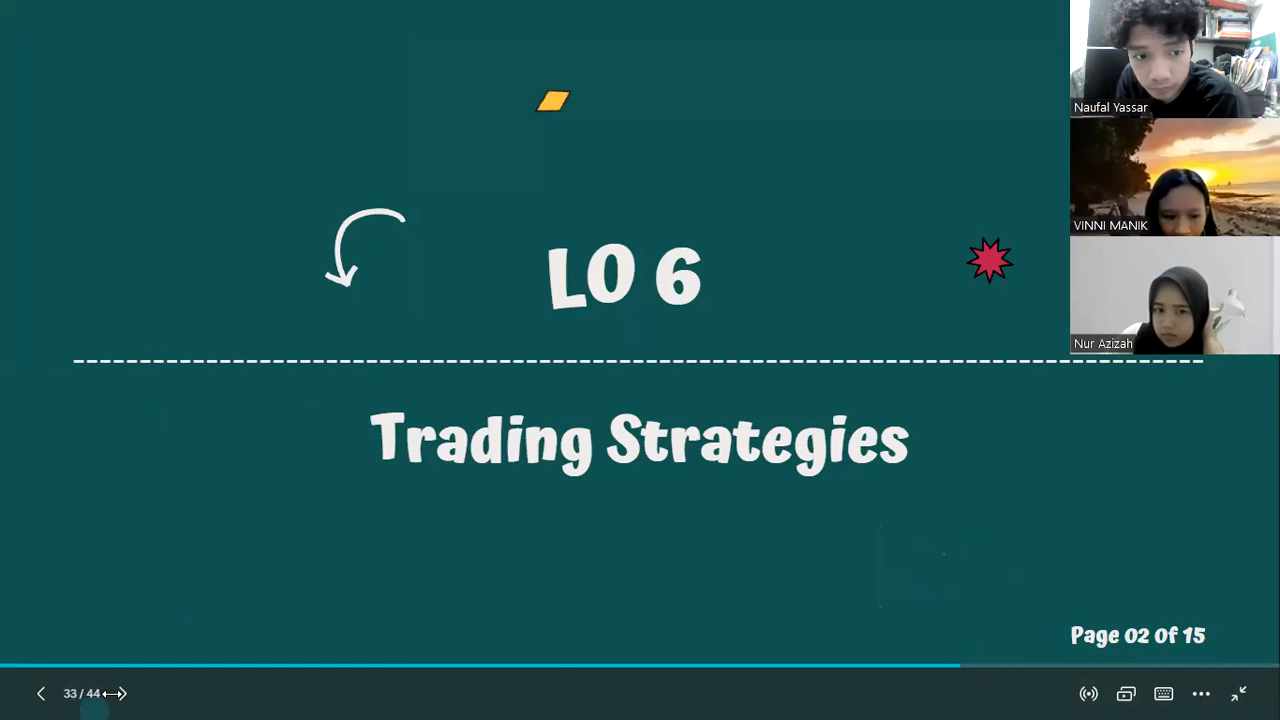 LO 6
Trading Strategies
Page 02 Of 15
33 / 44
Naufal Yassar
VINNI MANIK
Nur Azizah